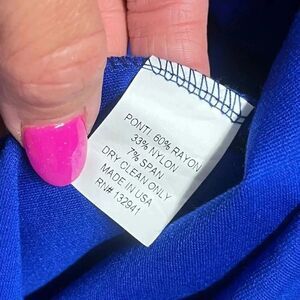 PONTI: 60% RAYON
33% NYLON
7% SPAN
DRY CLEAN ONLY
MADE IN USA
RN# 132941